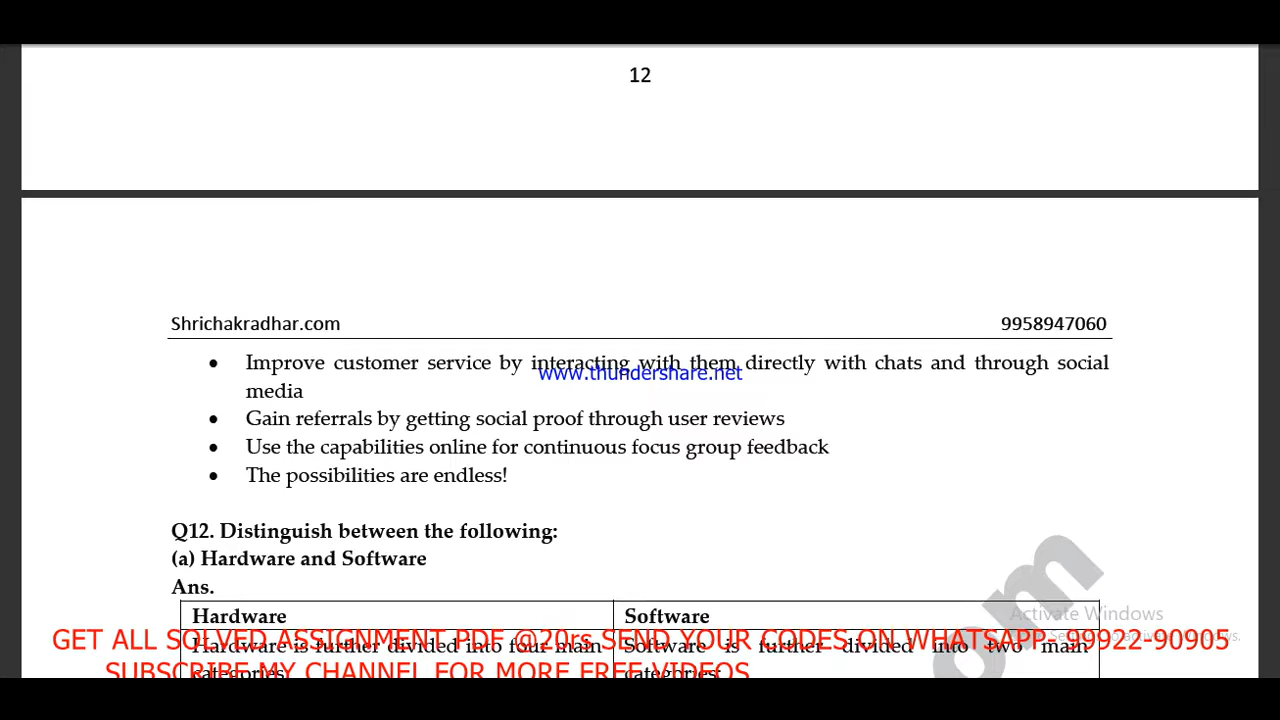 12
Shrichakradhar.com 9958947060
• Improve customer service by interacting with them directly with chats and through social
www.thundershare.net
media
• Gain referrals by getting social proof through user reviews
• Use the capabilities online for continuous focus group feedback
• The possibilities are endless!
Q12. Distinguish between the following:
(a) Hardware and Software
Ans.
Hardware Software
Hardware is further divided into four main Software is further divided into two main
categories: categories:
om
Activate Windows
GET ALL SOLVED ASSIGNMENT PDF @20rs SEND YOUR CODES ON WHATSAPP-99922-90905
SUBSCRIBE MY CHANNEL FOR MORE FREE VIDEOS